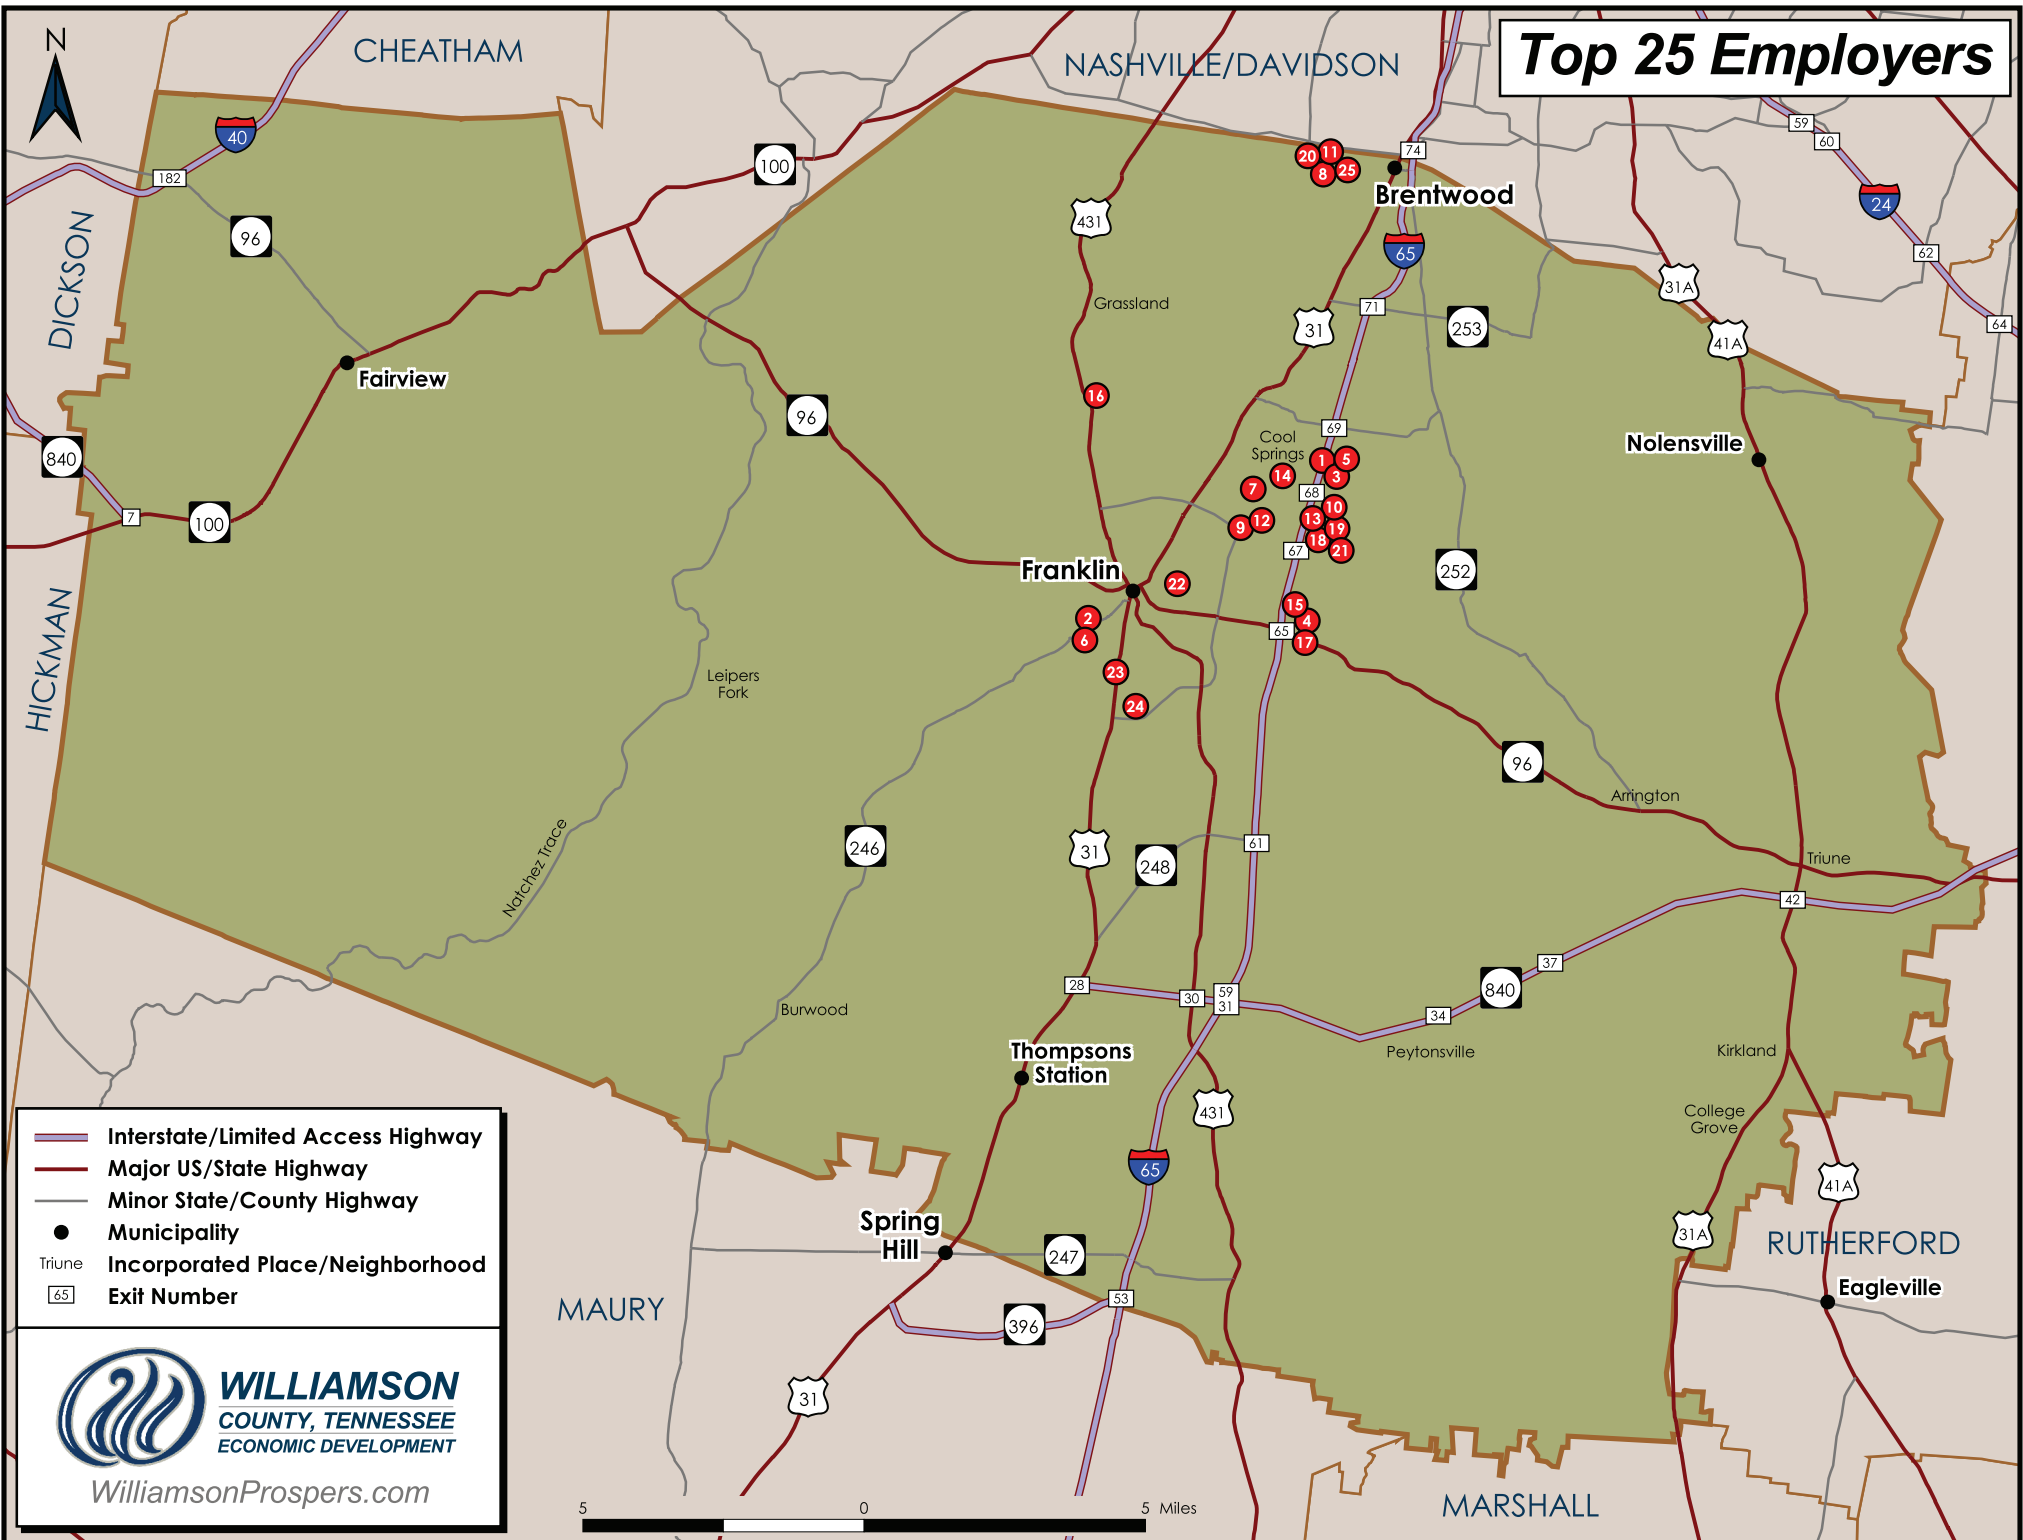 Top 25 Employers
N
CHEATHAM
NASHVILLE/DAVIDSON
40
182
100
74
59
60
24
20
11
8
25
Brentwood
DICKSON
96
431
65
62
31A
Grassland
71
31
253
64
41A
Fairview
16
96
69
Cool
Springs
Nolensville
840
1
5
14
3
7
68
7
100
10
13
9
12
19
18
67
21
Franklin
252
22
HICKMAN
15
2
4
65
6
17
23
Leipers
Fork
24
96
Arrington
31
246
61
248
Triune
Natchez Trace
42
37
28
840
30
59
31
34
Burwood
Thompsons
Station
Peytonsville
Kirkland
431
College
Grove
65
41A
Spring
Hill
31A
RUTHERFORD
247
Eagleville
53
MAURY
396
31
MARSHALL
Interstate/Limited Access Highway
Major US/State Highway
Minor State/County Highway
Municipality
Triune
Incorporated Place/Neighborhood
65
Exit Number
WILLIAMSON
COUNTY, TENNESSEE
ECONOMIC DEVELOPMENT
WilliamsonProspers.com
5 0 5 Miles